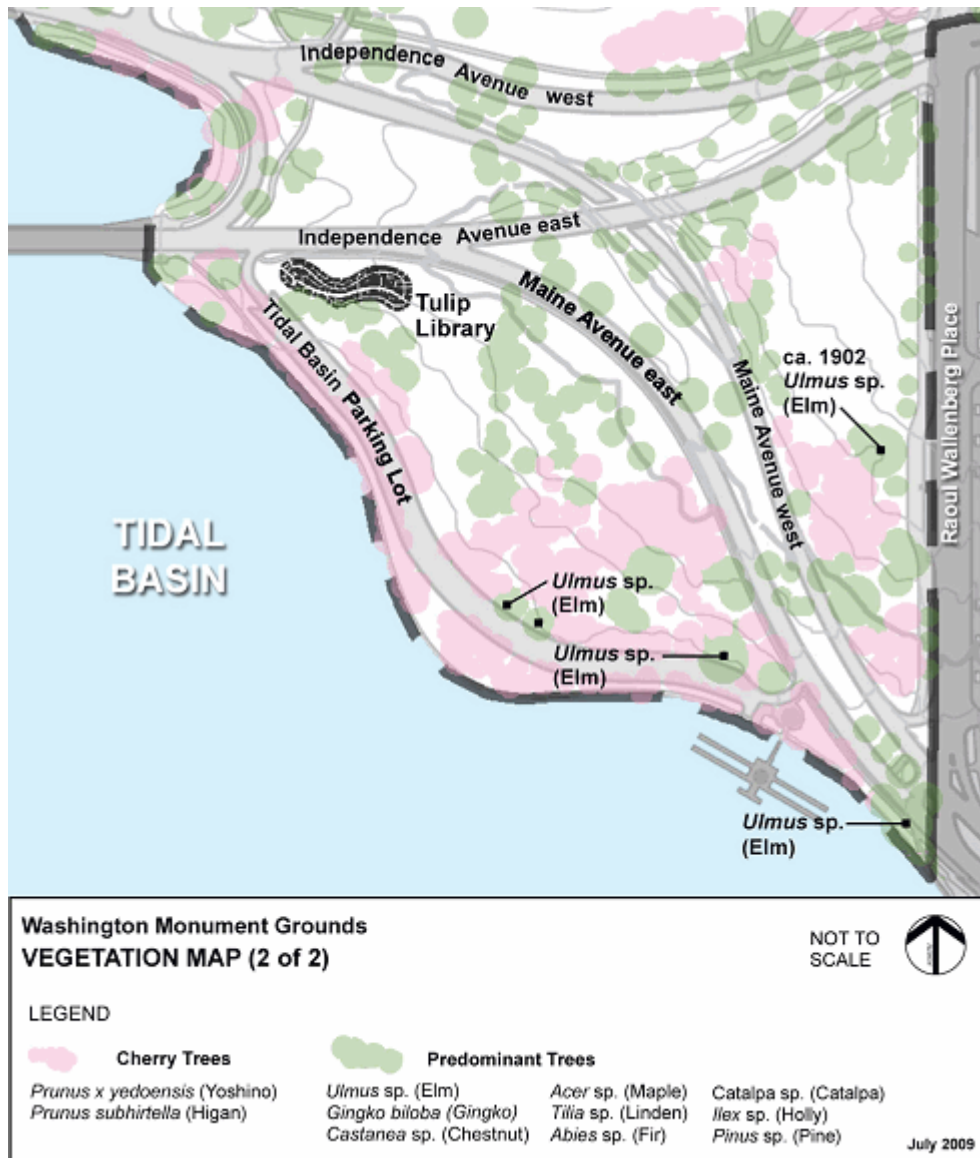 Independence
Avenue west
Independence Avenue east
Tulip
Library
Maine Avenue east
Tidal Basin Parking Lot
Maine Avenue west
ca. 1902
Ulmus sp.
(Elm)
Raoul Wallenberg Place
TIDAL
BASIN
Ulmus sp.
(Elm)
Ulmus sp.
(Elm)
Ulmus sp.
(Elm)
Washington Monument Grounds
VEGETATION MAP (2 of 2)
NOT TO
SCALE
LEGEND
Cherry Trees
Prunus x yedoensis (Yoshino)
Prunus subhirtella (Higan)
Predominant Trees
Ulmus sp. (Elm) Acer sp. (Maple) Catalpa sp. (Catalpa)
Gingko biloba (Gingko) Tilia sp. (Linden) Ilex sp. (Holly)
Castanea sp. (Chestnut) Abies sp. (Fir) Pinus sp. (Pine)
July 2009